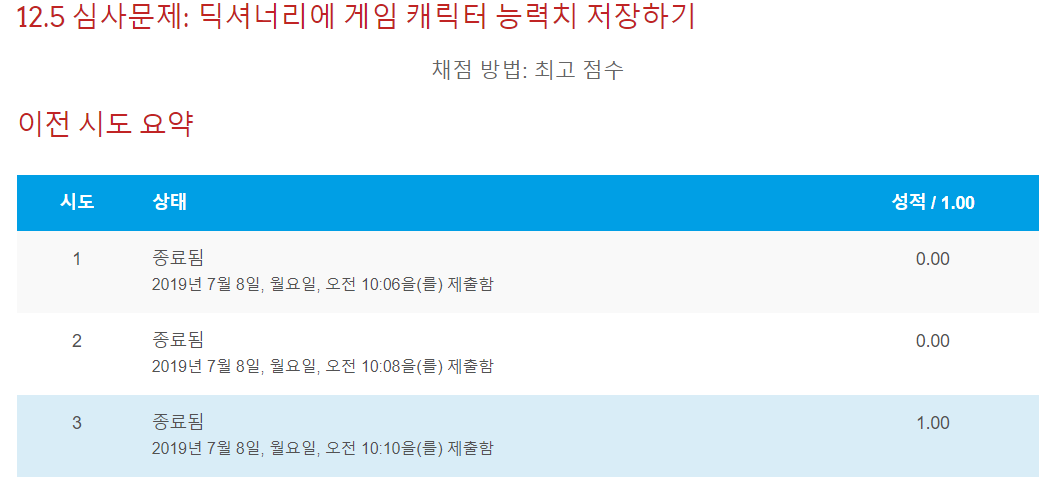 12.5 심사문제: 딕셔너리에 게임 캐릭터 능력치 저장하기
채점 방법: 최고 점수
이전 시도 요약
시도 상태 성적 / 1.00
1 종료됨 0.00
2019년 7월 8일, 월요일, 오전 10:06을(를) 제출함
2 종료됨 0.00
2019년 7월 8일, 월요일, 오전 10:08을(를) 제출함
3 종료됨 1.00
2019년 7월 8일, 월요일, 오전 10:10을(를) 제출함